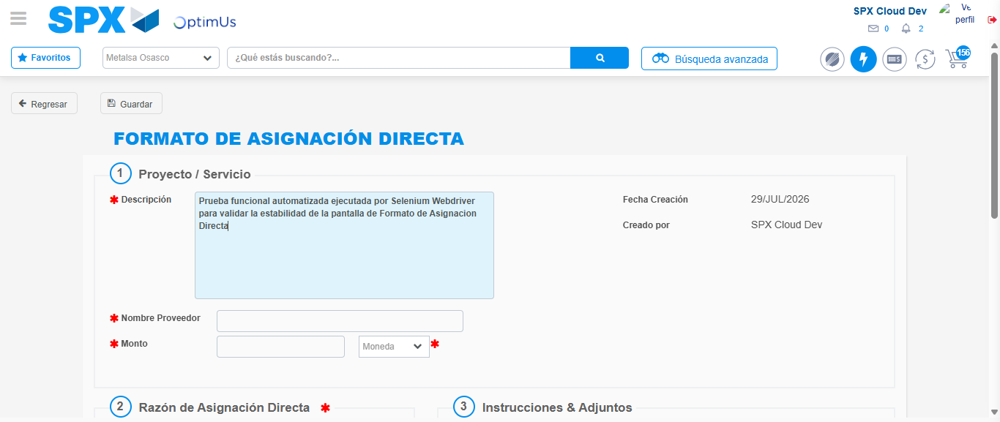 SPX OptimUs
SPX Cloud Dev
Ve
perfil
0 2
Favoritos
Metalsa Osasco
¿Qué estás buscando?...
Búsqueda avanzada
156
Regresar
Guardar
FORMATO DE ASIGNACIÓN DIRECTA
1 Proyecto / Servicio
* Descripción
Prueba funcional automatizada ejecutada por Selenium Webdriver
para validar la estabilidad de la pantalla de Formato de Asignacion
Directa
Fecha Creación 29/JUL/2026
Creado por SPX Cloud Dev
* Nombre Proveedor
* Monto
Moneda *
2 Razón de Asignación Directa *
3 Instrucciones & Adjuntos